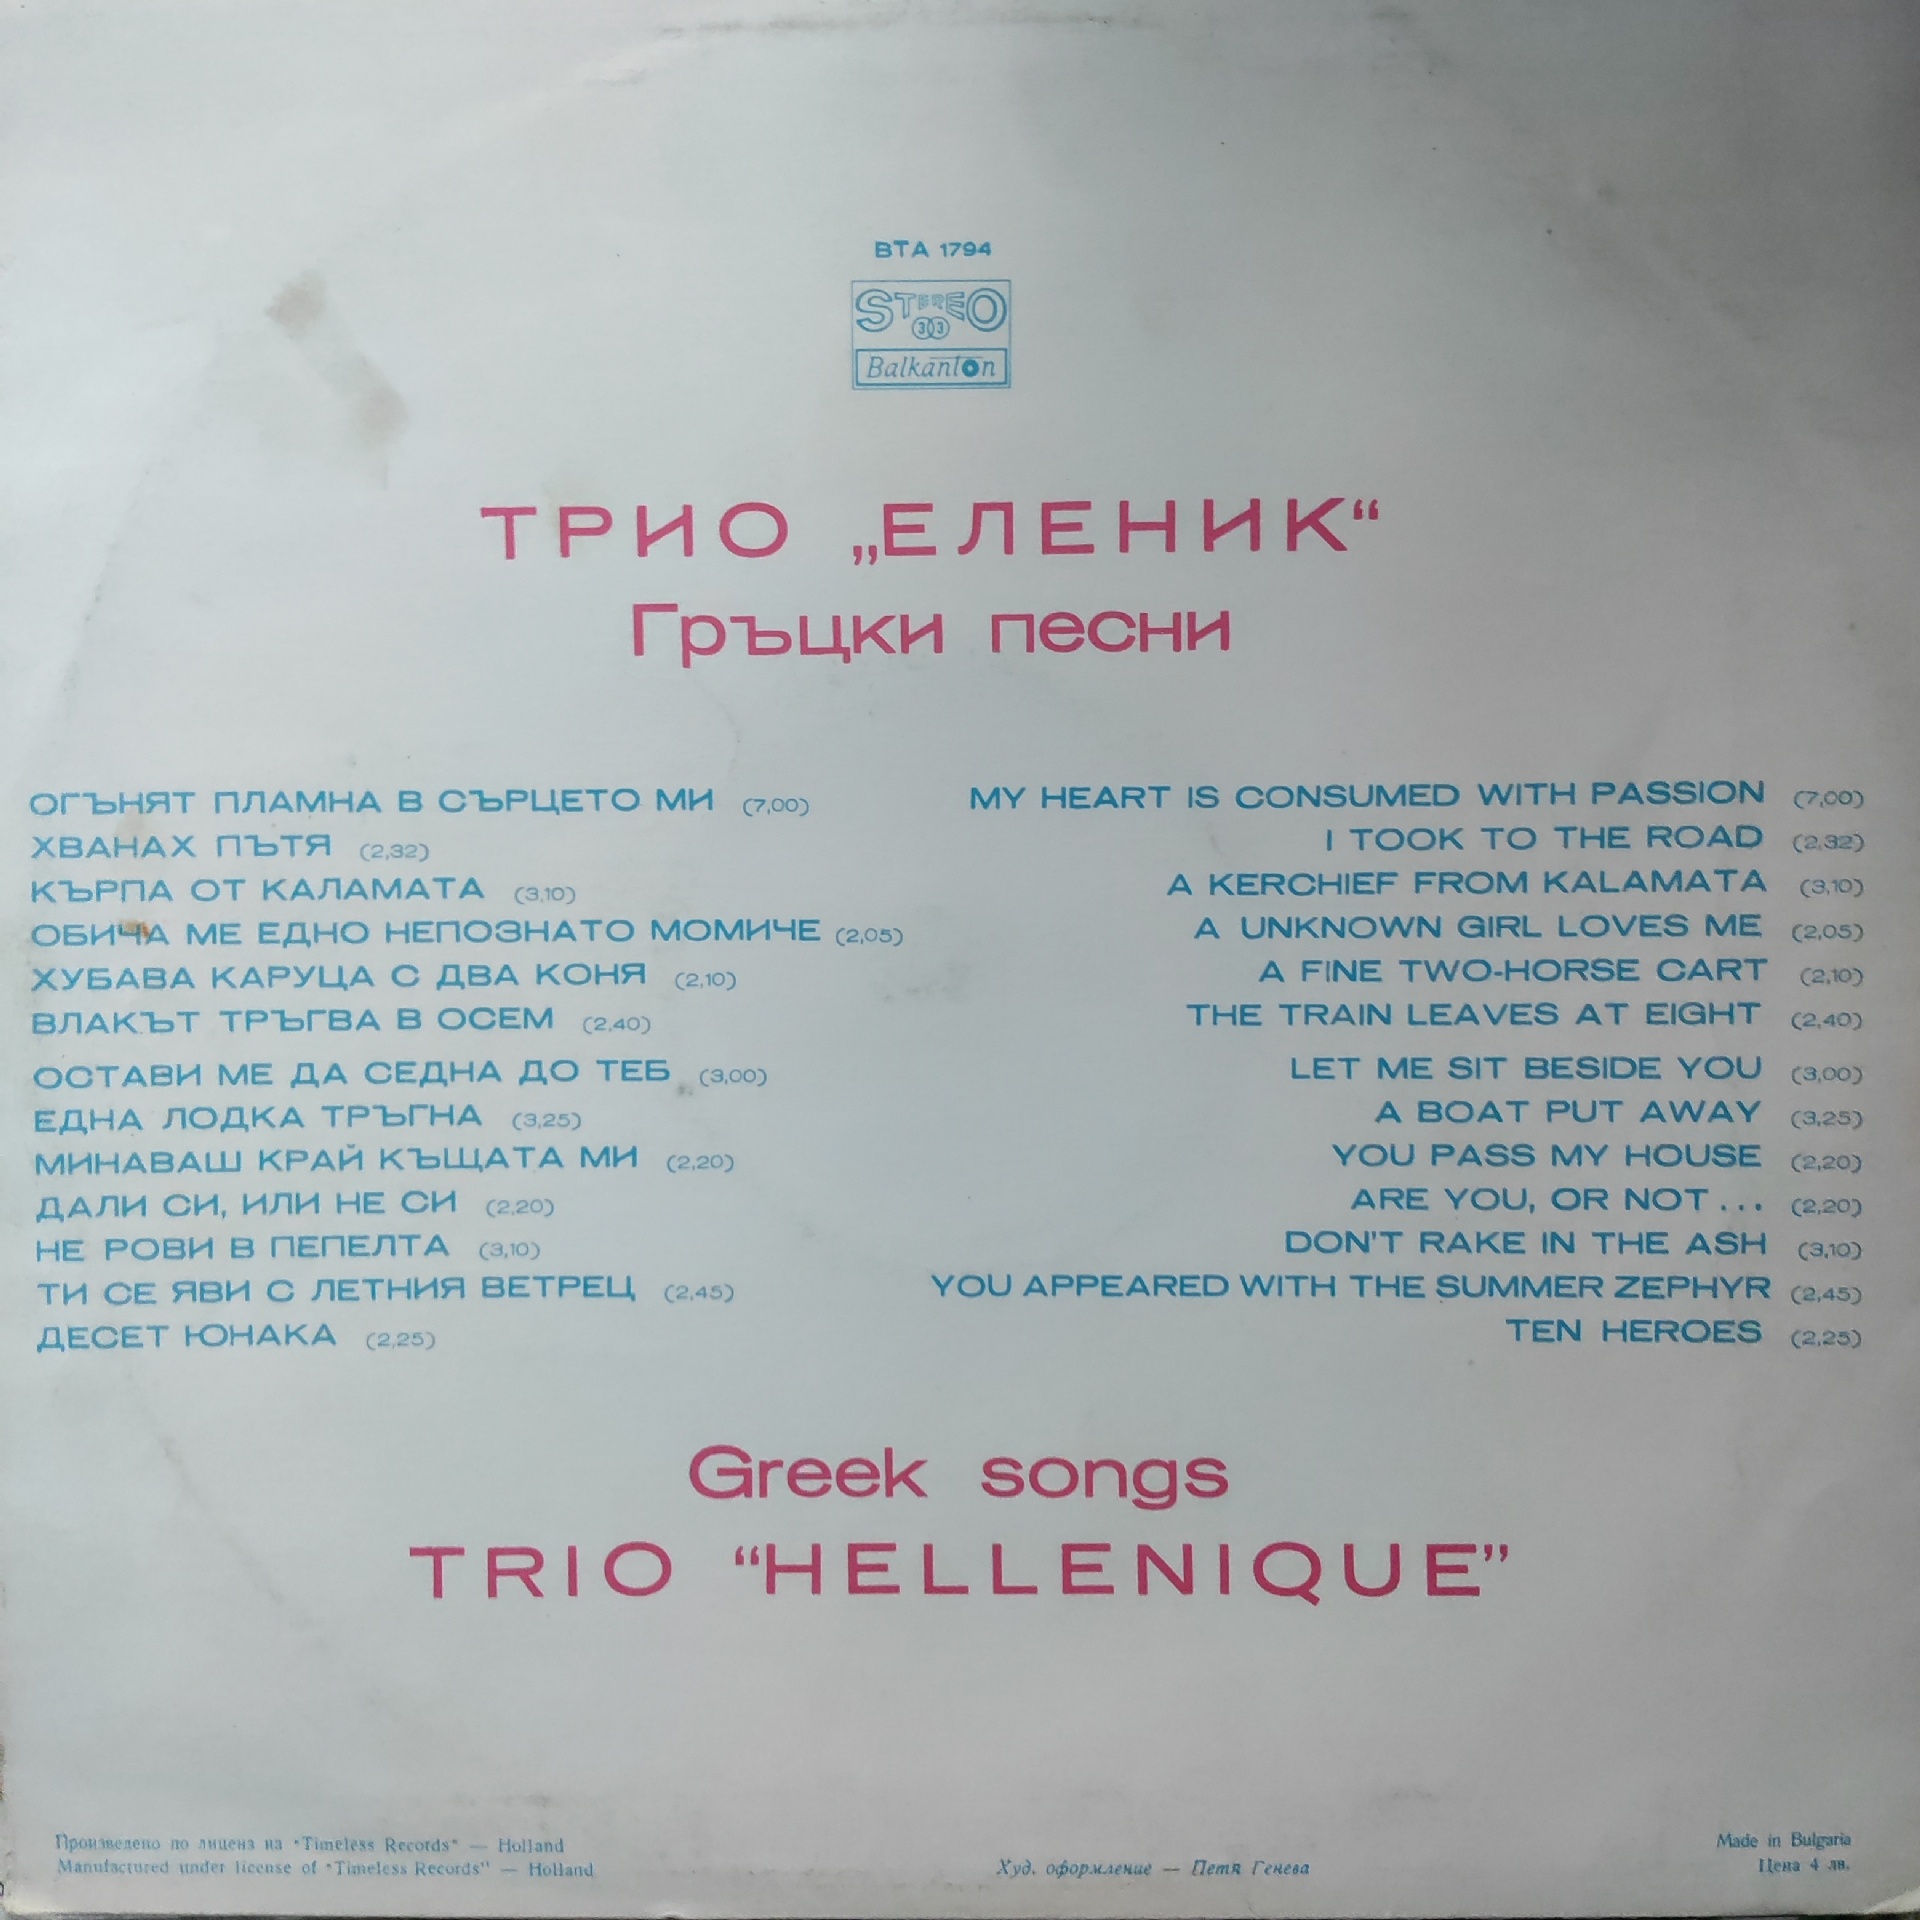 ВТА 1794
STEREO
33
Balkanton
ТРИО „ЕЛЕНИК“
Гръцки песни
ОГЪНЯТ ПЛАМНА В СЪРЦЕТО МИ (7,00)
ХВАНАХ ПЪТЯ (2,32)
КЪРПА ОТ КАЛАМАТА (3,10)
ОБИЧА МЕ ЕДНО НЕПОЗНАТО МОМИЧЕ (2,05)
ХУБАВА КАРУЦА С ДВА КОНЯ (2,10)
ВЛАКЪТ ТРЪГВА В ОСЕМ (2,40)
ОСТАВИ МЕ ДА СЕДНА ДО ТЕБ (3,00)
ЕДНА ЛОДКА ТРЪГНА (3,25)
МИНАВАШ КРАЙ КЪЩАТА МИ (2,20)
ДАЛИ СИ, ИЛИ НЕ СИ (2,20)
НЕ РОВИ В ПЕПЕЛТА (3,10)
ТИ СЕ ЯВИ С ЛЕТНИЯ ВЕТРЕЦ (2,45)
ДЕСЕТ ЮНАКА (2,25)
MY HEART IS CONSUMED WITH PASSION (7,00)
I TOOK TO THE ROAD (2,32)
A KERCHIEF FROM KALAMATA (3,10)
A UNKNOWN GIRL LOVES ME (2,05)
A FINE TWO-HORSE CART (2,10)
THE TRAIN LEAVES AT EIGHT (2,40)
LET ME SIT BESIDE YOU (3,00)
A BOAT PUT AWAY (3,25)
YOU PASS MY HOUSE (2,20)
ARE YOU, OR NOT... (2,20)
DON'T RAKE IN THE ASH (3,10)
YOU APPEARED WITH THE SUMMER ZEPHYR (2,45)
TEN HEROES (2,25)
Greek songs
TRIO “HELLENIQUE”
Произведено по лиценз на "Timeless Records" — Holland
Manufactured under license of "Timeless Records" — Holland
Худ. оформление — Петя Генева
Made in Bulgaria
Цена 4 лв.